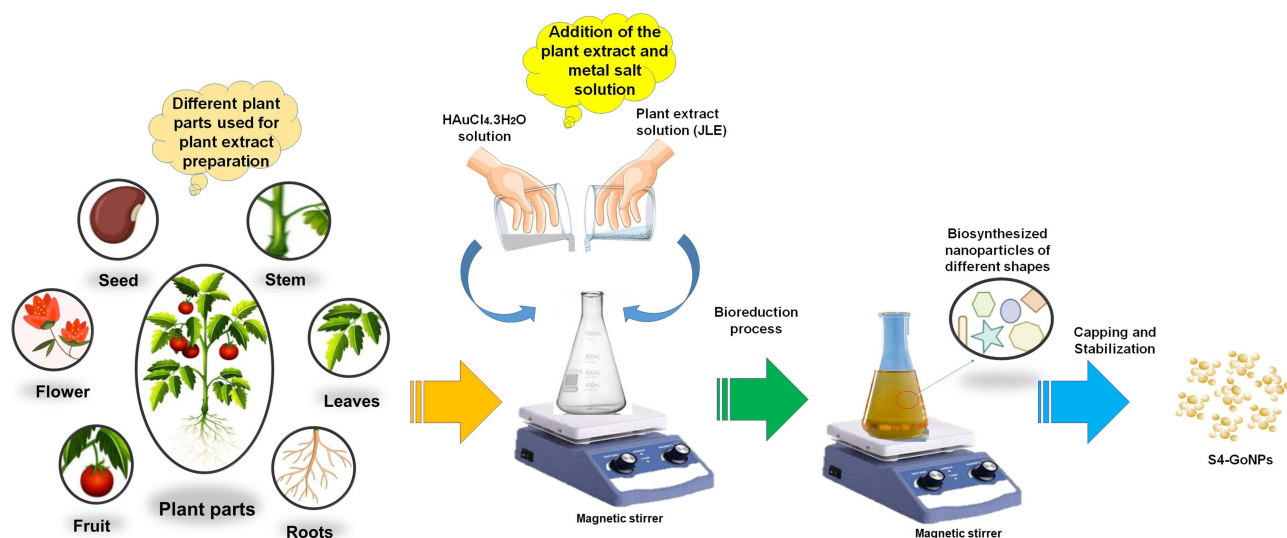 Different plant
parts used for
plant extract
preparation
Seed
Stem
Flower
Leaves
Fruit
Plant parts
Roots
Addition of the
plant extract and
metal salt
solution
HAuCl₄.3H₂O
solution
Plant extract
solution (JLE)
Magnetic stirrer
Bioreduction
process
Biosynthesized
nanoparticles of
different shapes
Magnetic stirrer
Capping and
Stabilization
S4-GoNPs